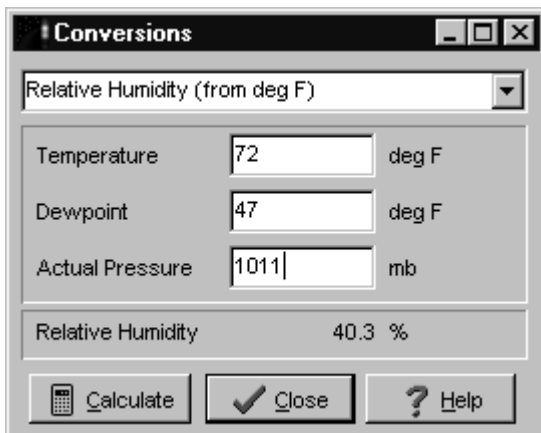 Conversions
Relative Humidity (from deg F)
Temperature 72 deg F
Dewpoint 47 deg F
Actual Pressure 1011 mb
Relative Humidity 40.3 %
Calculate Close Help